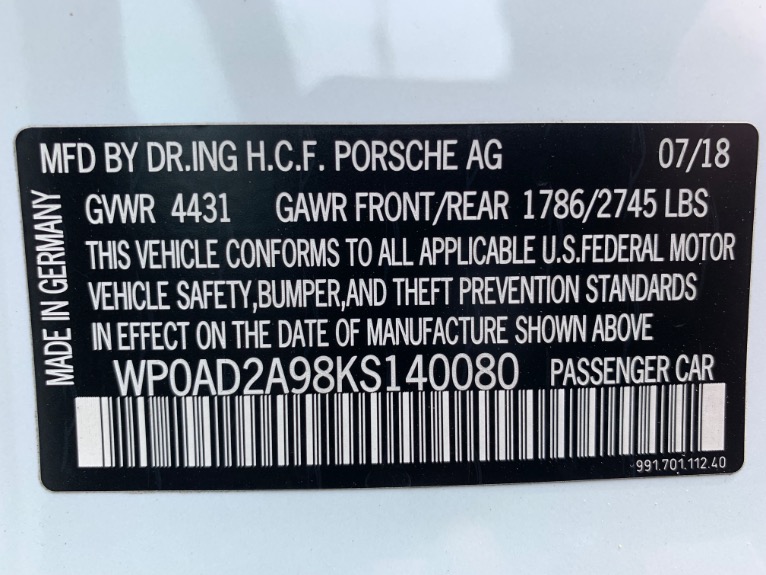 MFD BY DR.ING H.C.F. PORSCHE AG 07/18
GVWR 4431 GAWR FRONT/REAR 1786/2745 LBS
THIS VEHICLE CONFORMS TO ALL APPLICABLE U.S.FEDERAL MOTOR
VEHICLE SAFETY,BUMPER,AND THEFT PREVENTION STANDARDS
IN EFFECT ON THE DATE OF MANUFACTURE SHOWN ABOVE
WP0AD2A98KS140080 PASSENGER CAR
991.701.112.40
MADE IN GERMANY